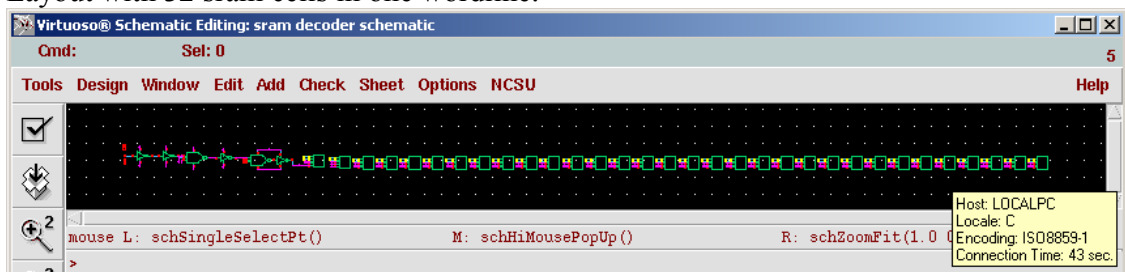 Layout with 32 sram cells in one wordline.
Virtuoso® Schematic Editing: sram decoder schematic
Cmd: Sel: 0 5
Tools Design Window Edit Add Check Sheet Options NCSU Help
Host: LOCALPC
Locale: C
2
mouse L: schSingleSelectPt() M: schHiMousePopUp() R: schZoomFit(1.0 0
Encoding: ISO8859-1
Connection Time: 43 sec.
>